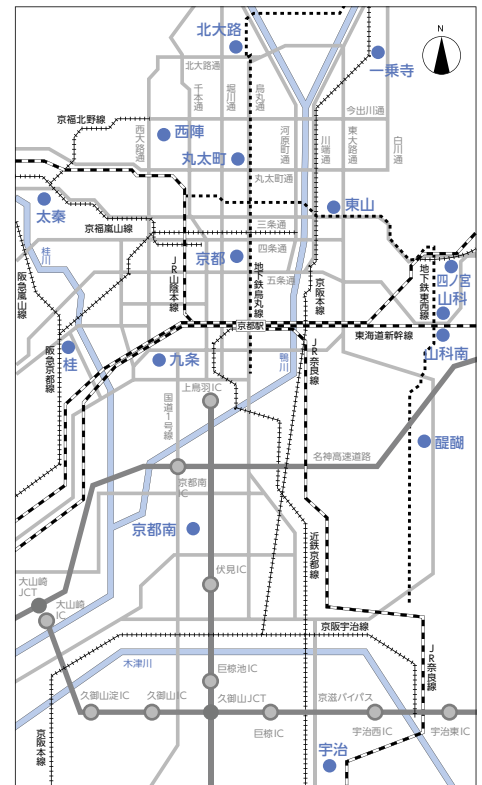 北大路
N
一乗寺
北大路通
千本通
堀川通
烏丸通
今出川通
京福北野線
西大路通
西陣
丸太町
河原町通
川端通
東大路通
白川通
丸太町通
太秦
東山
京福嵐山線
三条通
桂川
京都
四条通
五条通
阪急嵐山線
JR山陰本線
地下鉄烏丸線
京阪本線
地下鉄東西線
四ノ宮
山科
京都駅
東海道新幹線
山科南
阪急京都線
桂
九条
鴨川
JR奈良線
上鳥羽IC
国道1号線
醍醐
名神高速道路
京都南
IC
京都南
近鉄京都線
伏見IC
大山崎
JCT
大山崎
IC
京阪宇治線
木津川
巨椋池IC
JR奈良線
久御山淀IC
久御山IC
久御山JCT
京滋バイパス
京阪本線
巨椋IC
宇治西IC
宇治東IC
宇治